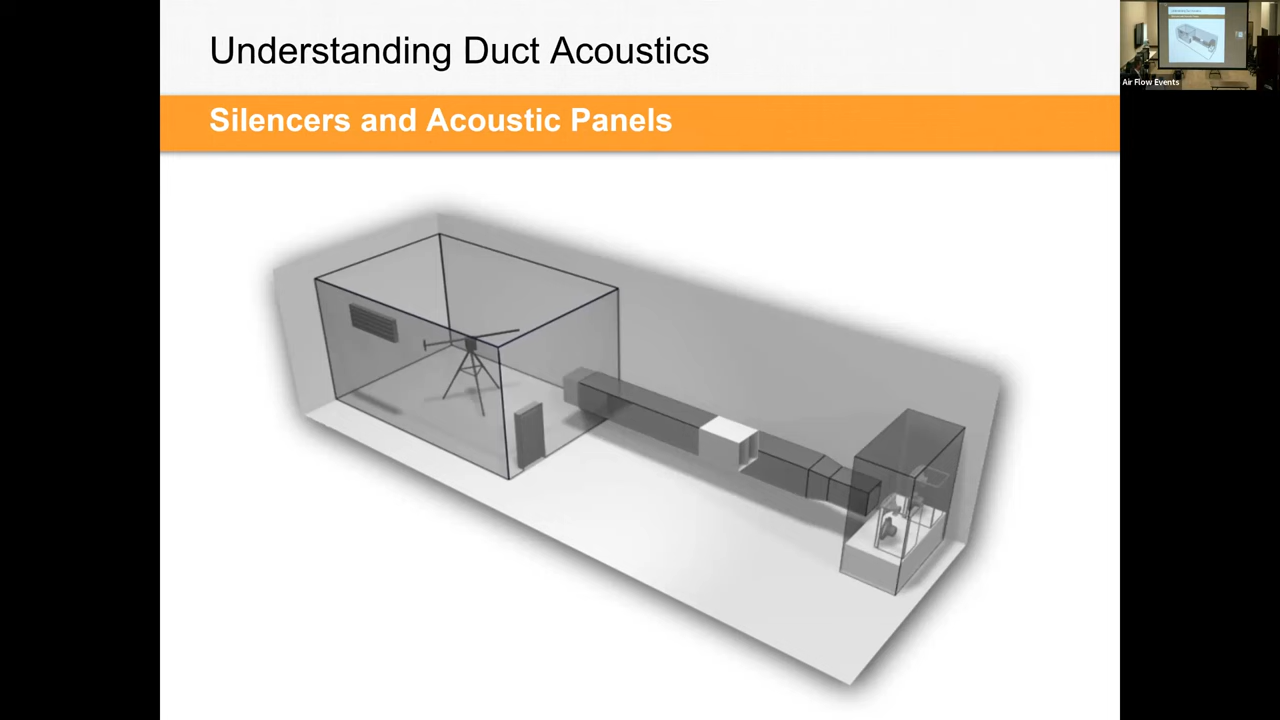 Understanding Duct Acoustics
Silencers and Acoustic Panels
Air Flow Events